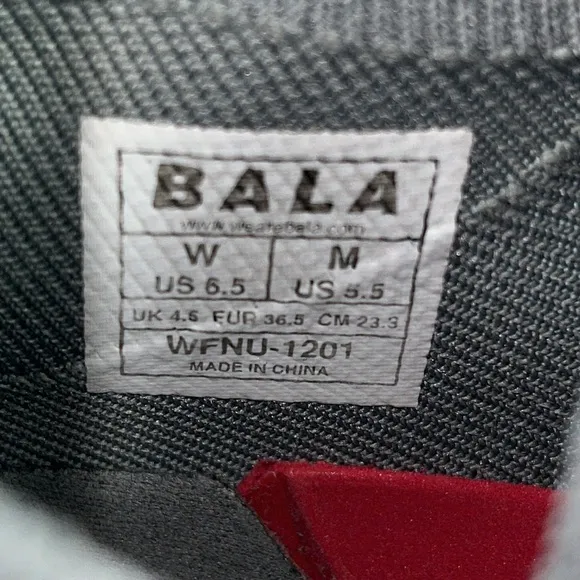 BALA
www.wearebala.com
W M
US 6.5 US 5.5
UK 4.5 EUR 36.5 CM 23.3
WFNU-1201
MADE IN CHINA